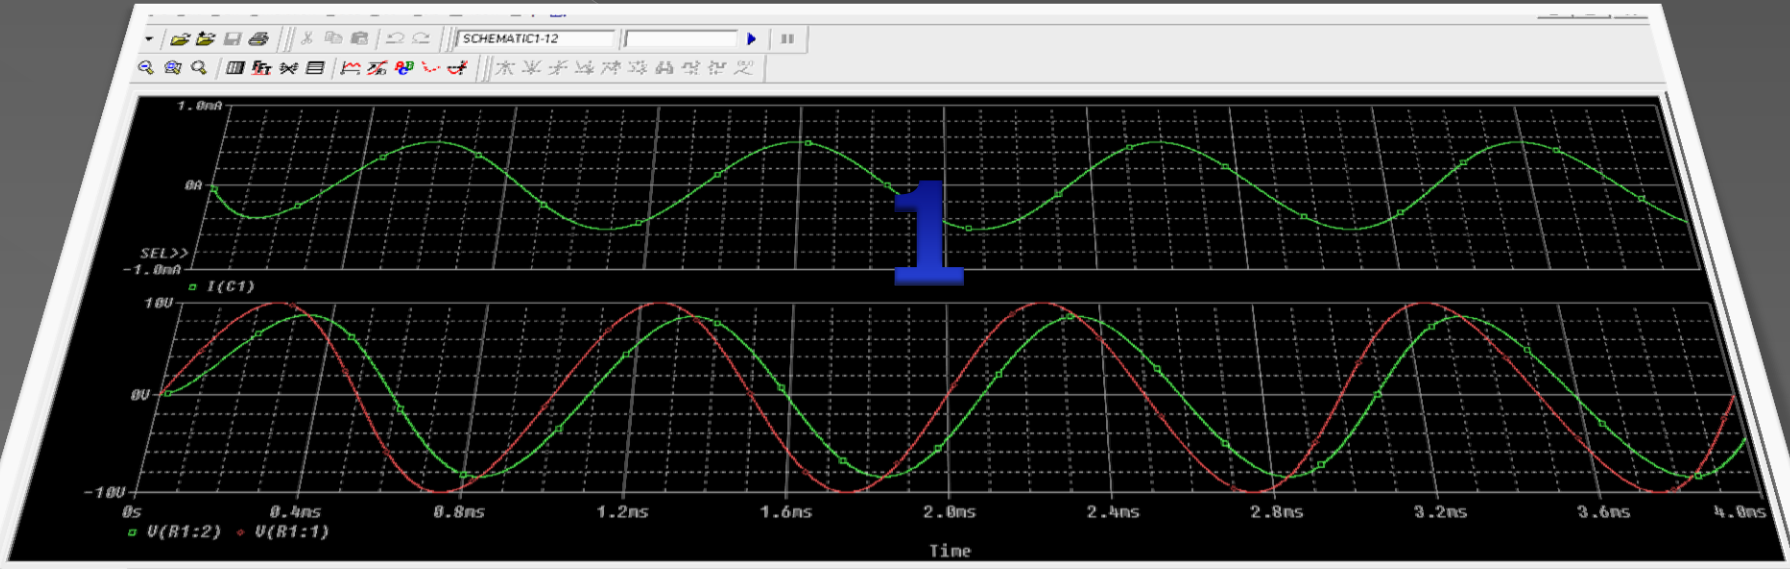 SCHEMATIC1-12
FFT
1.0mA
0A
SEL>>
-1.0mA
I(C1)
1
10V
0V
-10V
0s 0.4ms 0.8ms 1.2ms 1.6ms 2.0ms 2.4ms 2.8ms 3.2ms 3.6ms 4.0ms
V(R1:2) V(R1:1)
Time